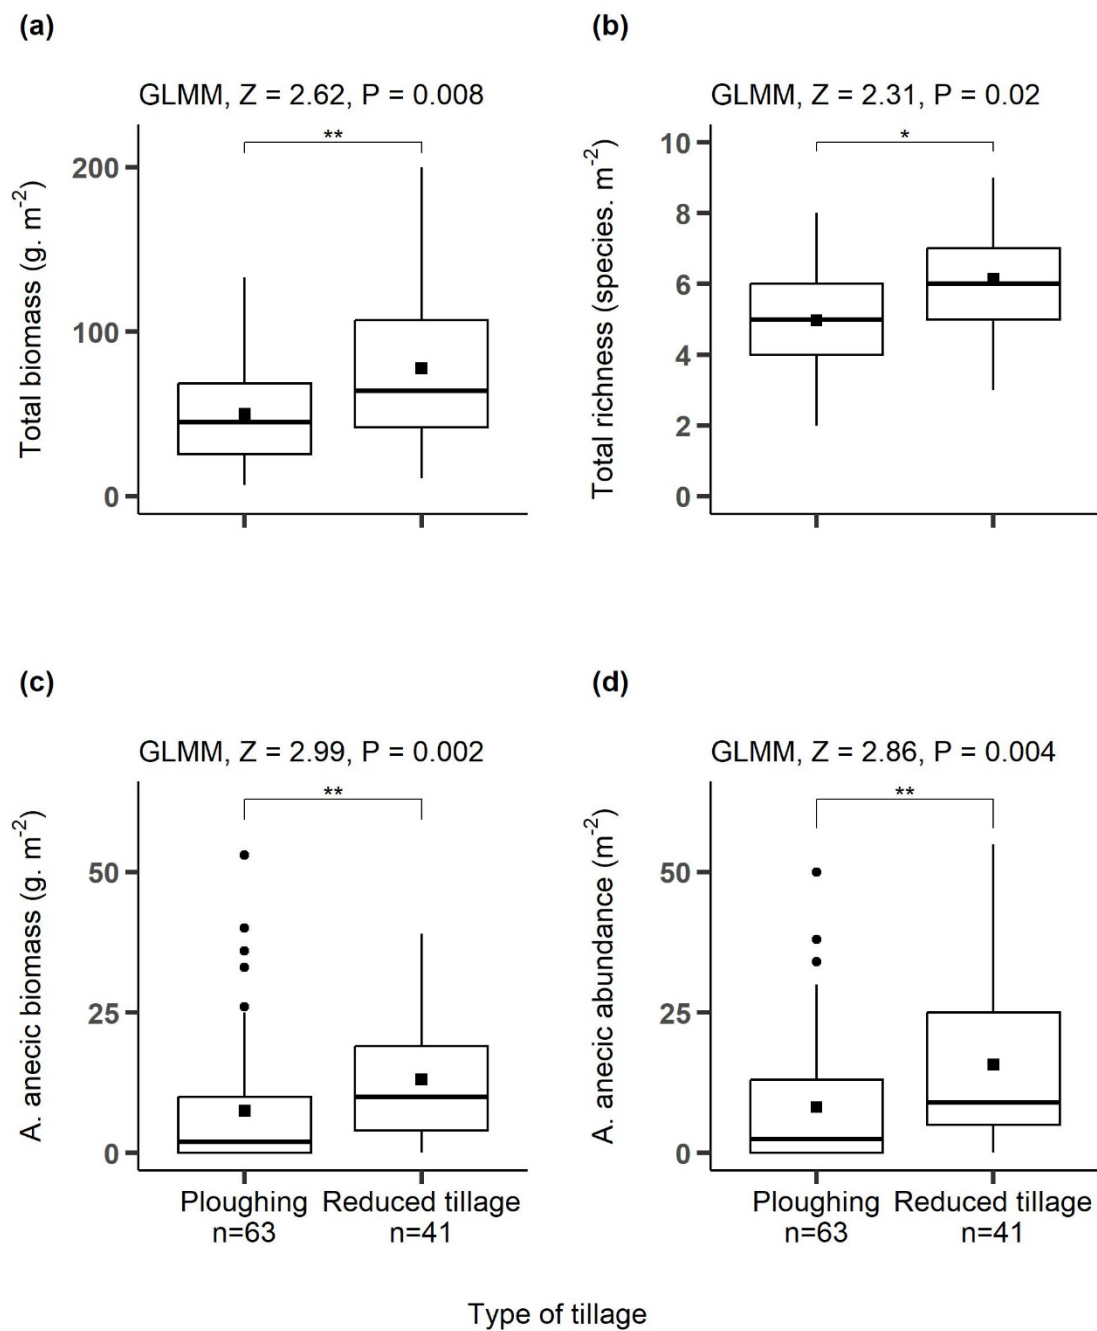 (a)
GLMM, Z = 2.62, P = 0.008
**
Total biomass (g. m⁻²)
200
100
0
(b)
GLMM, Z = 2.31, P = 0.02
*
Total richness (species. m⁻²)
10
8
6
4
2
0
(c)
GLMM, Z = 2.99, P = 0.002
**
A. anecic biomass (g. m⁻²)
50
25
0
Ploughing
n=63
Reduced tillage
n=41
(d)
GLMM, Z = 2.86, P = 0.004
**
A. anecic abundance (m⁻²)
50
25
0
Ploughing
n=63
Reduced tillage
n=41
Type of tillage